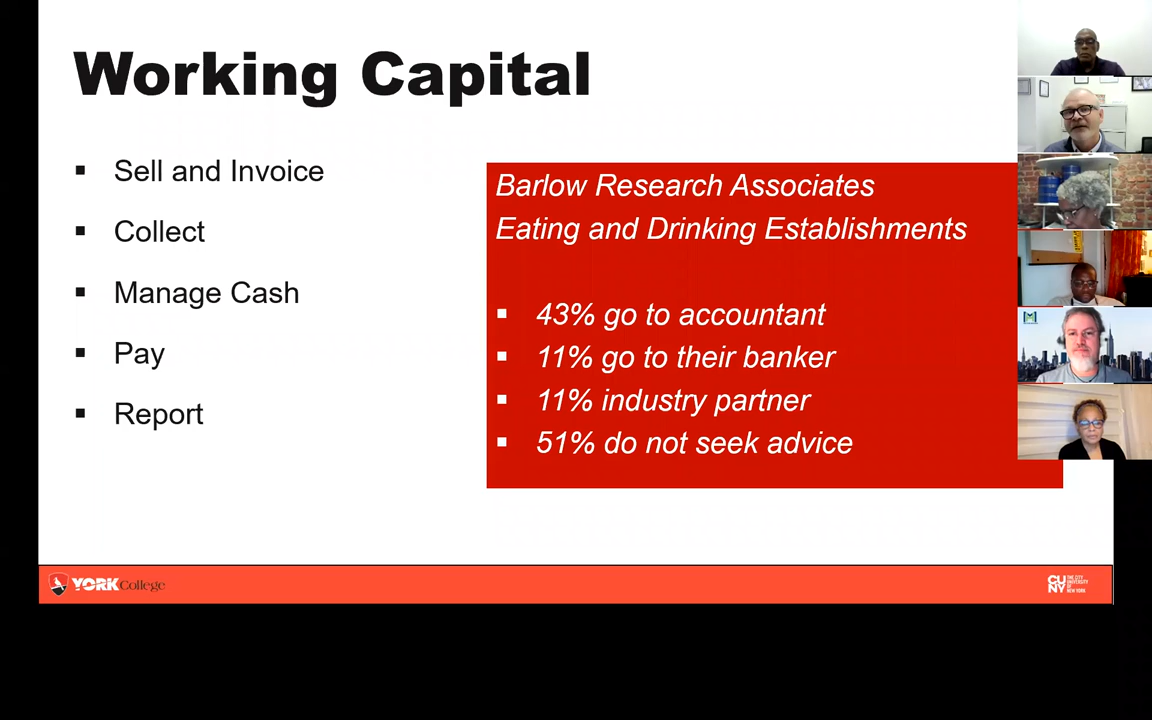 Working Capital
Sell and Invoice
Collect
Manage Cash
Pay
Report
Barlow Research Associates
Eating and Drinking Establishments
43% go to accountant
11% go to their banker
11% industry partner
51% do not seek advice
YORK College
CUNY
THE CITY
UNIVERSITY
OF
NEW YORK